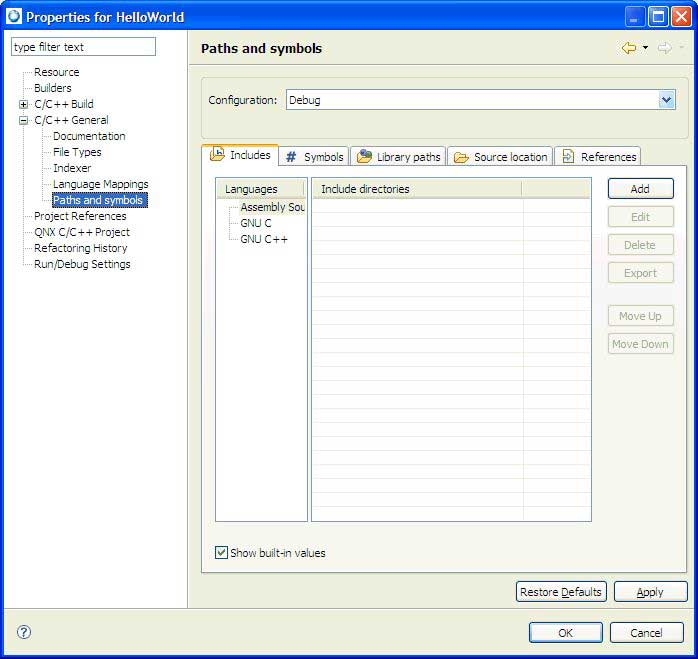 Properties for HelloWorld
type filter text
Resource
Builders
C/C++ Build
C/C++ General
Documentation
File Types
Indexer
Language Mappings
Paths and symbols
Project References
QNX C/C++ Project
Refactoring History
Run/Debug Settings
Paths and symbols
Configuration: Debug
Includes # Symbols Library paths Source location References
Languages Include directories
Assembly Sou
GNU C
GNU C++
Add
Edit
Delete
Export
Move Up
Move Down
Show built-in values
Restore Defaults Apply
? OK Cancel